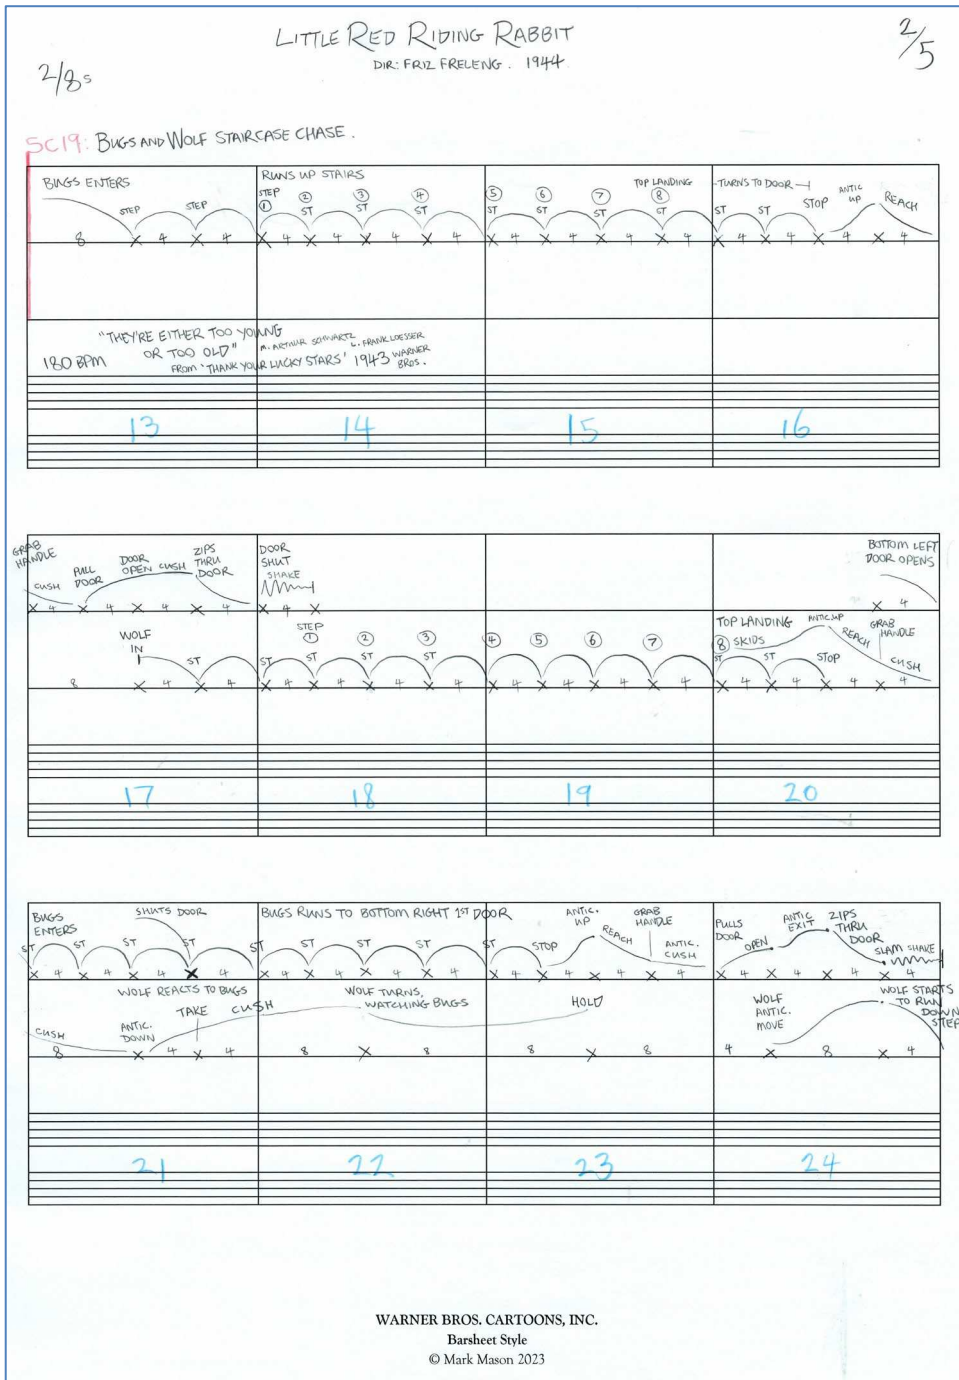 LITTLE RED RIDING RABBIT
DIR: FRIZ FRELENG. 1944
2/5
2/8s
SC19: BUGS AND WOLF STAIRCASE CHASE.
BUGS ENTERS
STEP STEP
8 4 4
RUNS UP STAIRS
STEP
1 2 3 4
ST ST ST
4 4 4 4
5 6 7 8
TOP LANDING
ST ST ST ST
4 4 4 4
TURNS TO DOOR
ST ST STOP
ANTIC UP
REACH
4 4 4 4
"THEY'RE EITHER TOO YOUNG
OR TOO OLD"
M. ARTHUR SCHWARTZ L. FRANK LOESSER
180 BPM
FROM 'THANK YOUR LUCKY STARS' 1943 WARNER BROS.
13 14 15 16
GRAB HANDLE
CUSH
PULL DOOR
DOOR OPEN CUSH
ZIPS THRU DOOR
4 4 4 4
DOOR SHUT
SHAKE
4
BOTTOM LEFT DOOR OPENS
4
WOLF IN
ST
8 4 4
STEP
1 2 3
ST ST ST ST
4 4 4 4
4 5 6 7
4 4 4 4
TOP LANDING
8 SKIDS
ST ST STOP
ANTIC UP
REACH
GRAB HANDLE
CUSH
4 4 4 4
17 18 19 20
BUGS ENTERS
SHUTS DOOR
ST ST ST ST ST
4 4 4 4
BUGS RUNS TO BOTTOM RIGHT 1ST DOOR
ST ST ST ST
4 4 4 4
STOP
ANTIC. UP
REACH
GRAB HANDLE
ANTIC. CUSH
4 4 4 4
PULLS DOOR
OPEN
ANTIC EXIT
ZIPS THRU DOOR
SLAM SHAKE
4 4 4 4
WOLF REACTS TO BUGS
CUSH
ANTIC. DOWN
TAKE
CUSH
8 4 4
WOLF TURNS,
WATCHING BUGS
8 8
HOLD
8 8
WOLF ANTIC. MOVE
WOLF STARTS TO RUN DOWN STEP
4 8 4
21 22 23 24
WARNER BROS. CARTOONS, INC.
Barsheet Style
© Mark Mason 2023